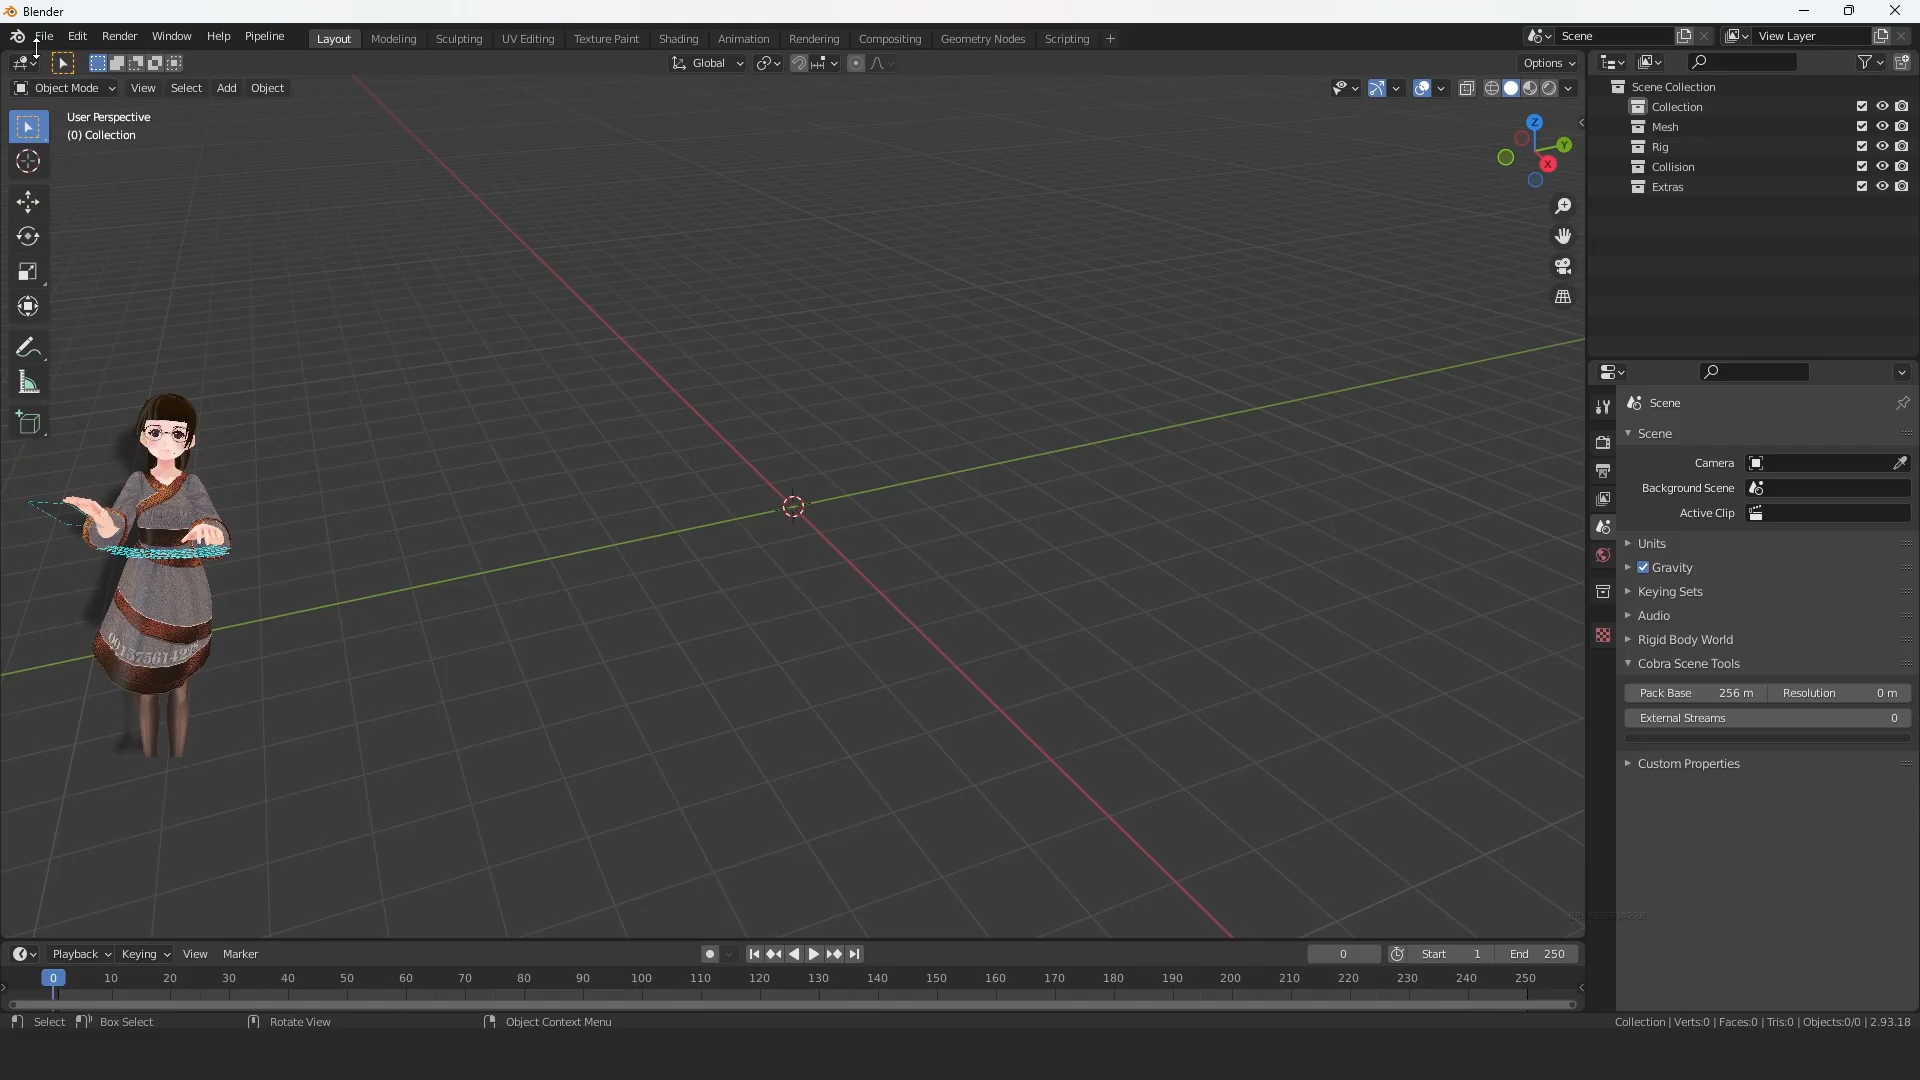 Blender
File Edit Render Window Help Pipeline Layout Modeling Sculpting UV Editing Texture Paint Shading Animation Rendering Compositing Geometry Nodes Scripting + Scene View Layer
Global Options
Object Mode View Select Add Object
User Perspective
(0) Collection
Z
Y
X
Scene Collection
Collection
Mesh
Rig
Collision
Extras
Scene
Scene
Camera
Background Scene
Active Clip
Units
Gravity
Keying Sets
Audio
Rigid Body World
Cobra Scene Tools
Pack Base 256 m Resolution 0 m
External Streams 0
Custom Properties
Playback Keying View Marker 0 Start 1 End 250
0 10 20 30 40 50 60 70 80 90 100 110 120 130 140 150 160 170 180 190 200 210 220 230 240 250
Select Box Select Rotate View Object Context Menu Collection | Verts:0 | Faces:0 | Tris:0 | Objects:0/0 | 2.93.18